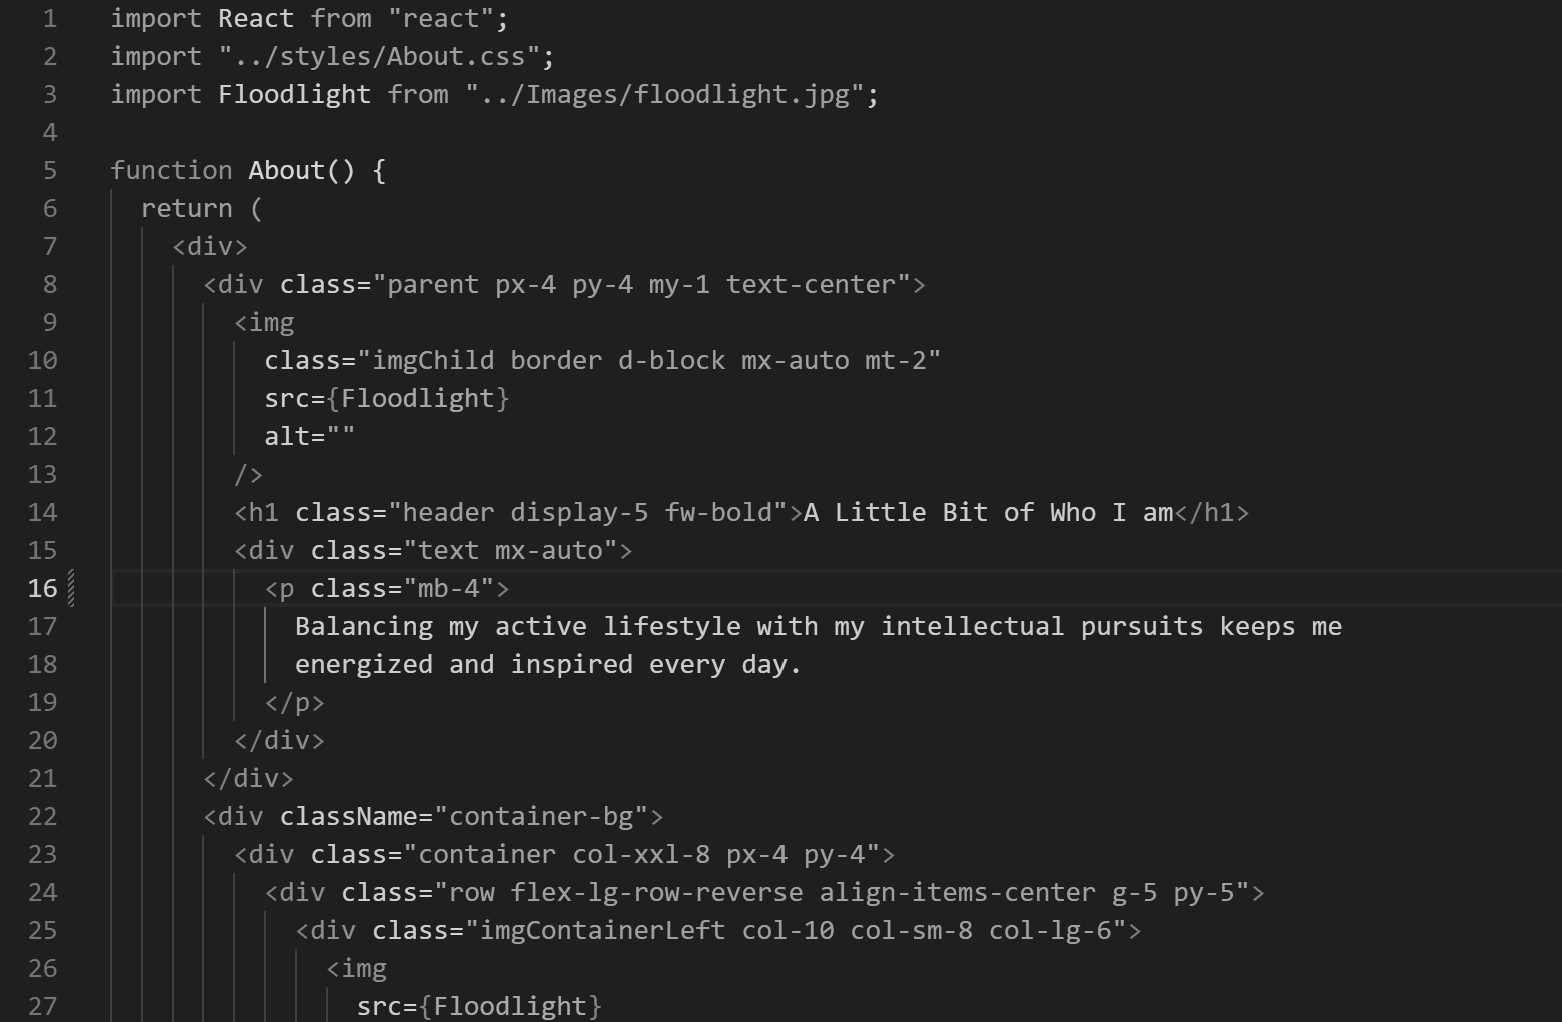 1 import React from "react";
2 import "../styles/About.css";
3 import Floodlight from "../Images/floodlight.jpg";
4
5 function About() {
6 return (
7 <div>
8 <div class="parent px-4 py-4 my-1 text-center">
9 <img
10 class="imgChild border d-block mx-auto mt-2"
11 src={Floodlight}
12 alt=""
13 />
14 <h1 class="header display-5 fw-bold">A Little Bit of Who I am</h1>
15 <div class="text mx-auto">
16 <p class="mb-4">
17 Balancing my active lifestyle with my intellectual pursuits keeps me
18 energized and inspired every day.
19 </p>
20 </div>
21 </div>
22 <div className="container-bg">
23 <div class="container col-xxl-8 px-4 py-4">
24 <div class="row flex-lg-row-reverse align-items-center g-5 py-5">
25 <div class="imgContainerLeft col-10 col-sm-8 col-lg-6">
26 <img
27 src={Floodlight}